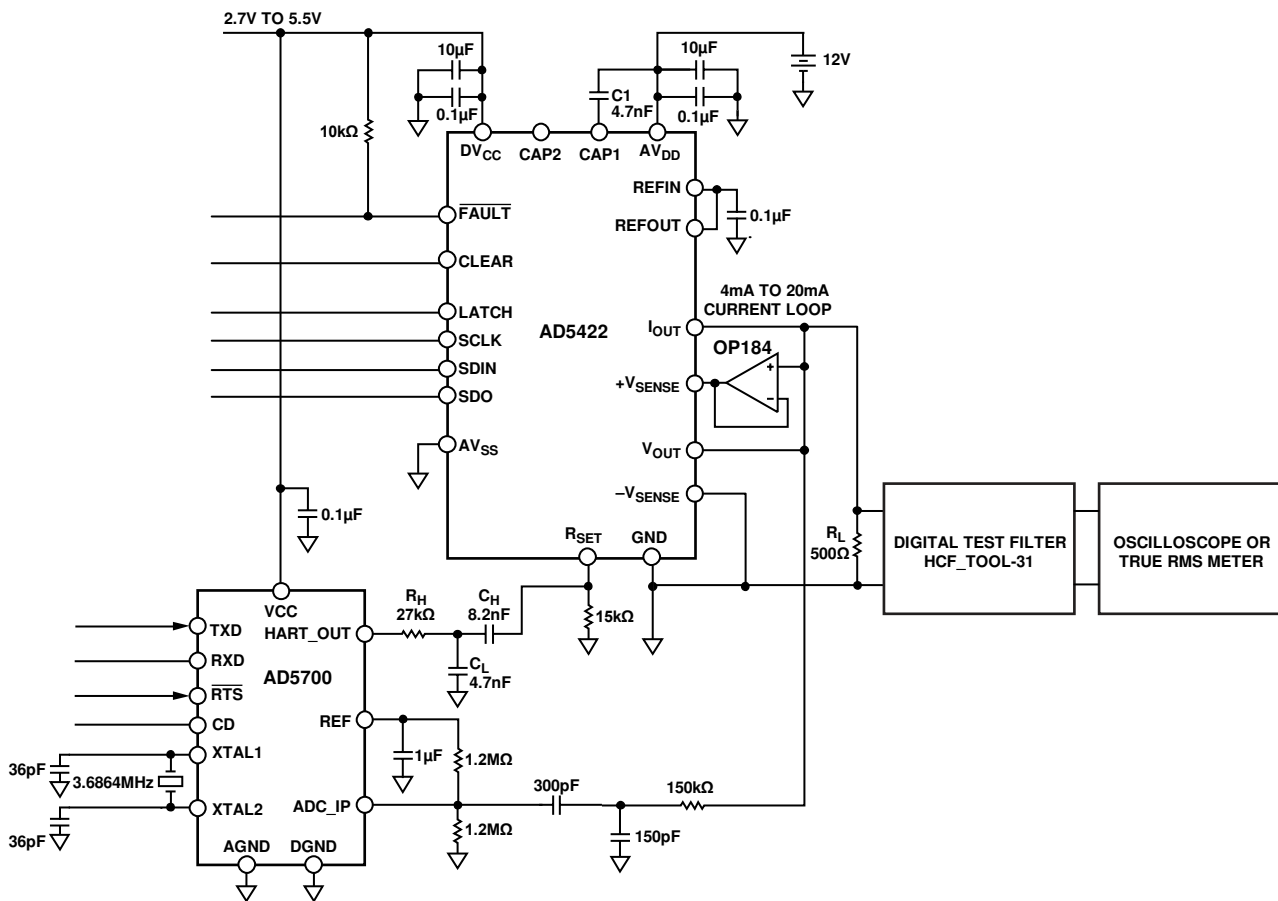 2.7V TO 5.5V
10µF
0.1µF
10kΩ
C1
4.7nF
10µF
0.1µF
12V
DVCC
CAP2
CAP1
AVDD
REFIN
REFOUT
0.1µF
FAULT
CLEAR
LATCH
SCLK
SDIN
SDO
AVSS
AD5422
4mA TO 20mA
CURRENT LOOP
IOUT
OP184
+
–
+VSENSE
VOUT
–VSENSE
RSET
GND
0.1µF
RL
500Ω
DIGITAL TEST FILTER
HCF_TOOL-31
OSCILLOSCOPE OR
TRUE RMS METER
VCC
TXD
RXD
RTS
CD
XTAL1
XTAL2
AD5700
HART_OUT
REF
ADC_IP
AGND
DGND
RH
27kΩ
CH
8.2nF
CL
4.7nF
15kΩ
1µF
1.2MΩ
1.2MΩ
300pF
150kΩ
150pF
36pF
3.6864MHz
36pF